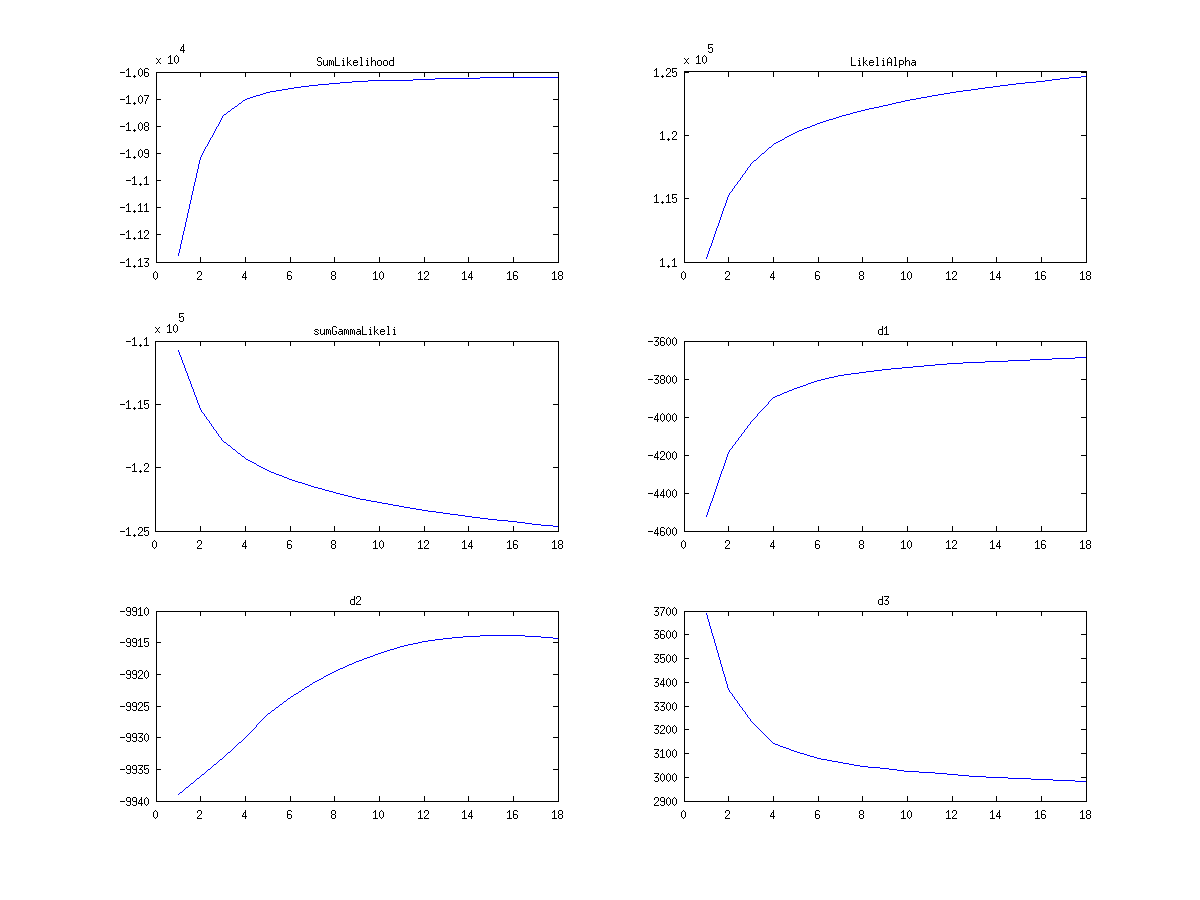 4
x 10
SumLikelihood
-1.06
-1.07
-1.08
-1.09
-1.1
-1.11
-1.12
-1.13
0 2 4 6 8 10 12 14 16 18
5
x 10
LikeliAlpha
1.25
1.2
1.15
1.1
0 2 4 6 8 10 12 14 16 18
5
x 10
sumGammaLikeli
-1.1
-1.15
-1.2
-1.25
0 2 4 6 8 10 12 14 16 18
d1
-3600
-3800
-4000
-4200
-4400
-4600
0 2 4 6 8 10 12 14 16 18
d2
-9910
-9915
-9920
-9925
-9930
-9935
-9940
0 2 4 6 8 10 12 14 16 18
d3
3700
3600
3500
3400
3300
3200
3100
3000
2900
0 2 4 6 8 10 12 14 16 18